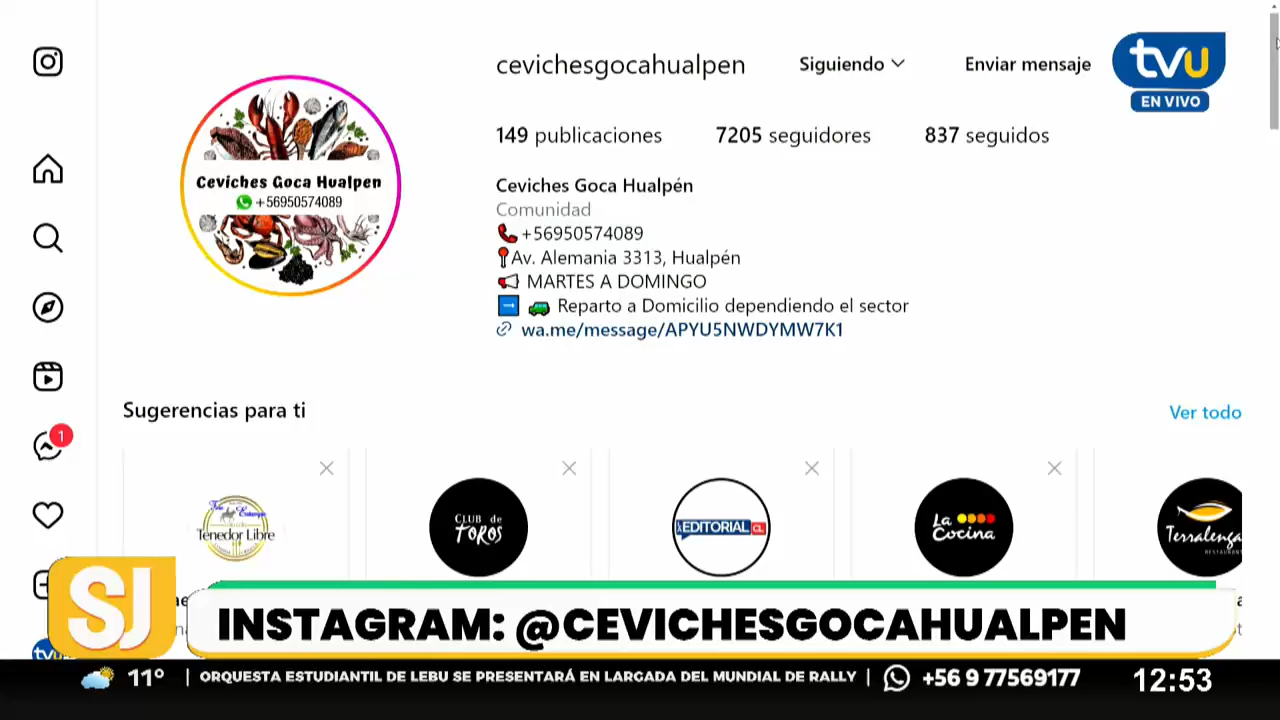 cevichesgocahualpen
Siguiendo
Enviar mensaje
tvu
EN VIVO
149 publicaciones
7205 seguidores
837 seguidos
Ceviches Goca Hualpen
+56950574089
Ceviches Goca Hualpén
Comunidad
+56950574089
Av. Alemania 3313, Hualpén
MARTES A DOMINGO
Reparto a Domicilio dependiendo el sector
wa.me/message/APYU5NWDYMW7K1
Sugerencias para ti
Ver todo
1
Tenedor Libre
CLUB de
TOROS
EDITORIAL CL
La
Cocina
Terralenga
RESTAURANT
SJ
INSTAGRAM: @CEVICHESGOCAHUALPEN
tvu
11° | ORQUESTA ESTUDIANTIL DE LEBU SE PRESENTARÁ EN LARGADA DEL MUNDIAL DE RALLY | +56 9 77569177
12:53